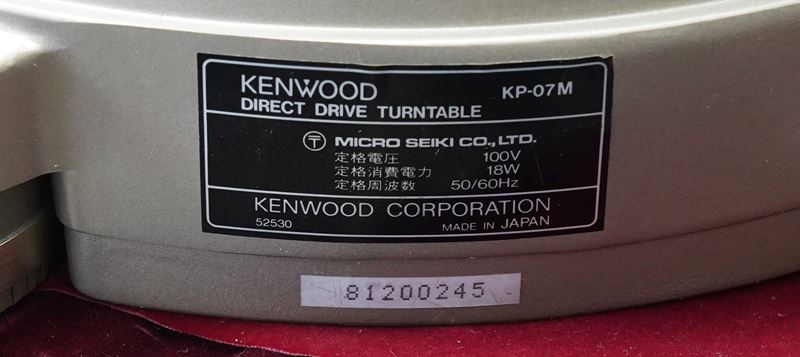 KENWOOD KP-07M
DIRECT DRIVE TURNTABLE
〒 MICRO SEIKI CO., LTD.
定格電圧 100V
定格消費電力 18W
定格周波数 50/60Hz
KENWOOD CORPORATION
52530 MADE IN JAPAN
81200245